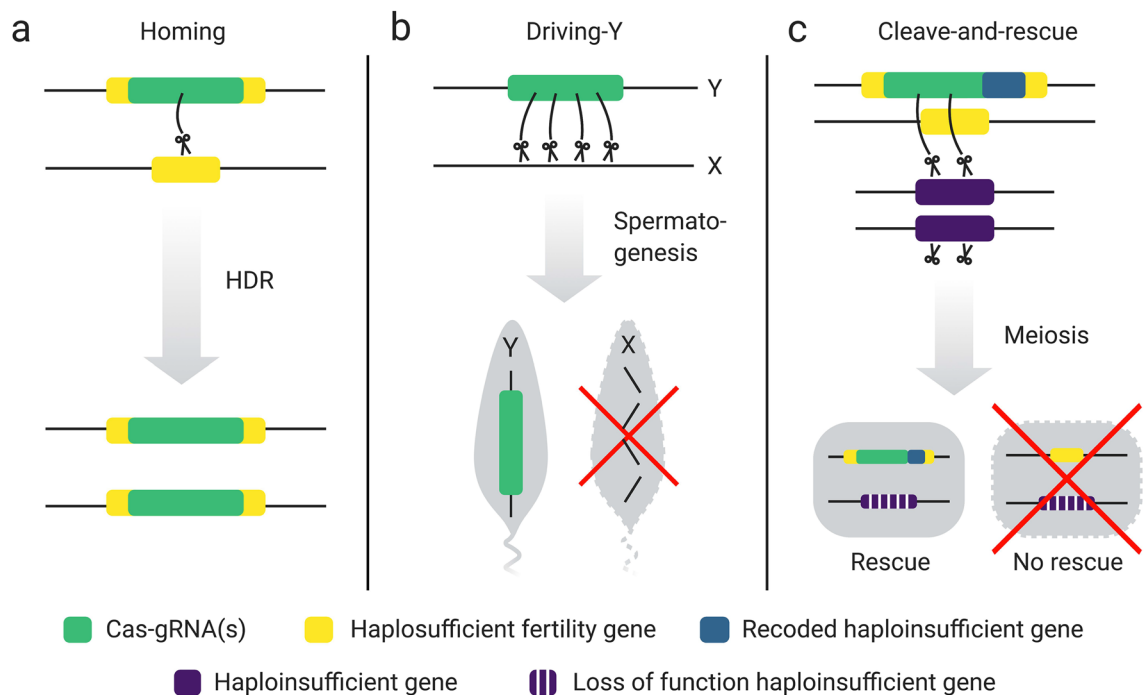 a
Homing
HDR
b
Driving-Y
Y
X
Spermato-
genesis
Y
X
c
Cleave-and-rescue
Meiosis
Rescue
No rescue
Cas-gRNA(s)
Haplosufficient fertility gene
Recoded haploinsufficient gene
Haploinsufficient gene
Loss of function haploinsufficient gene